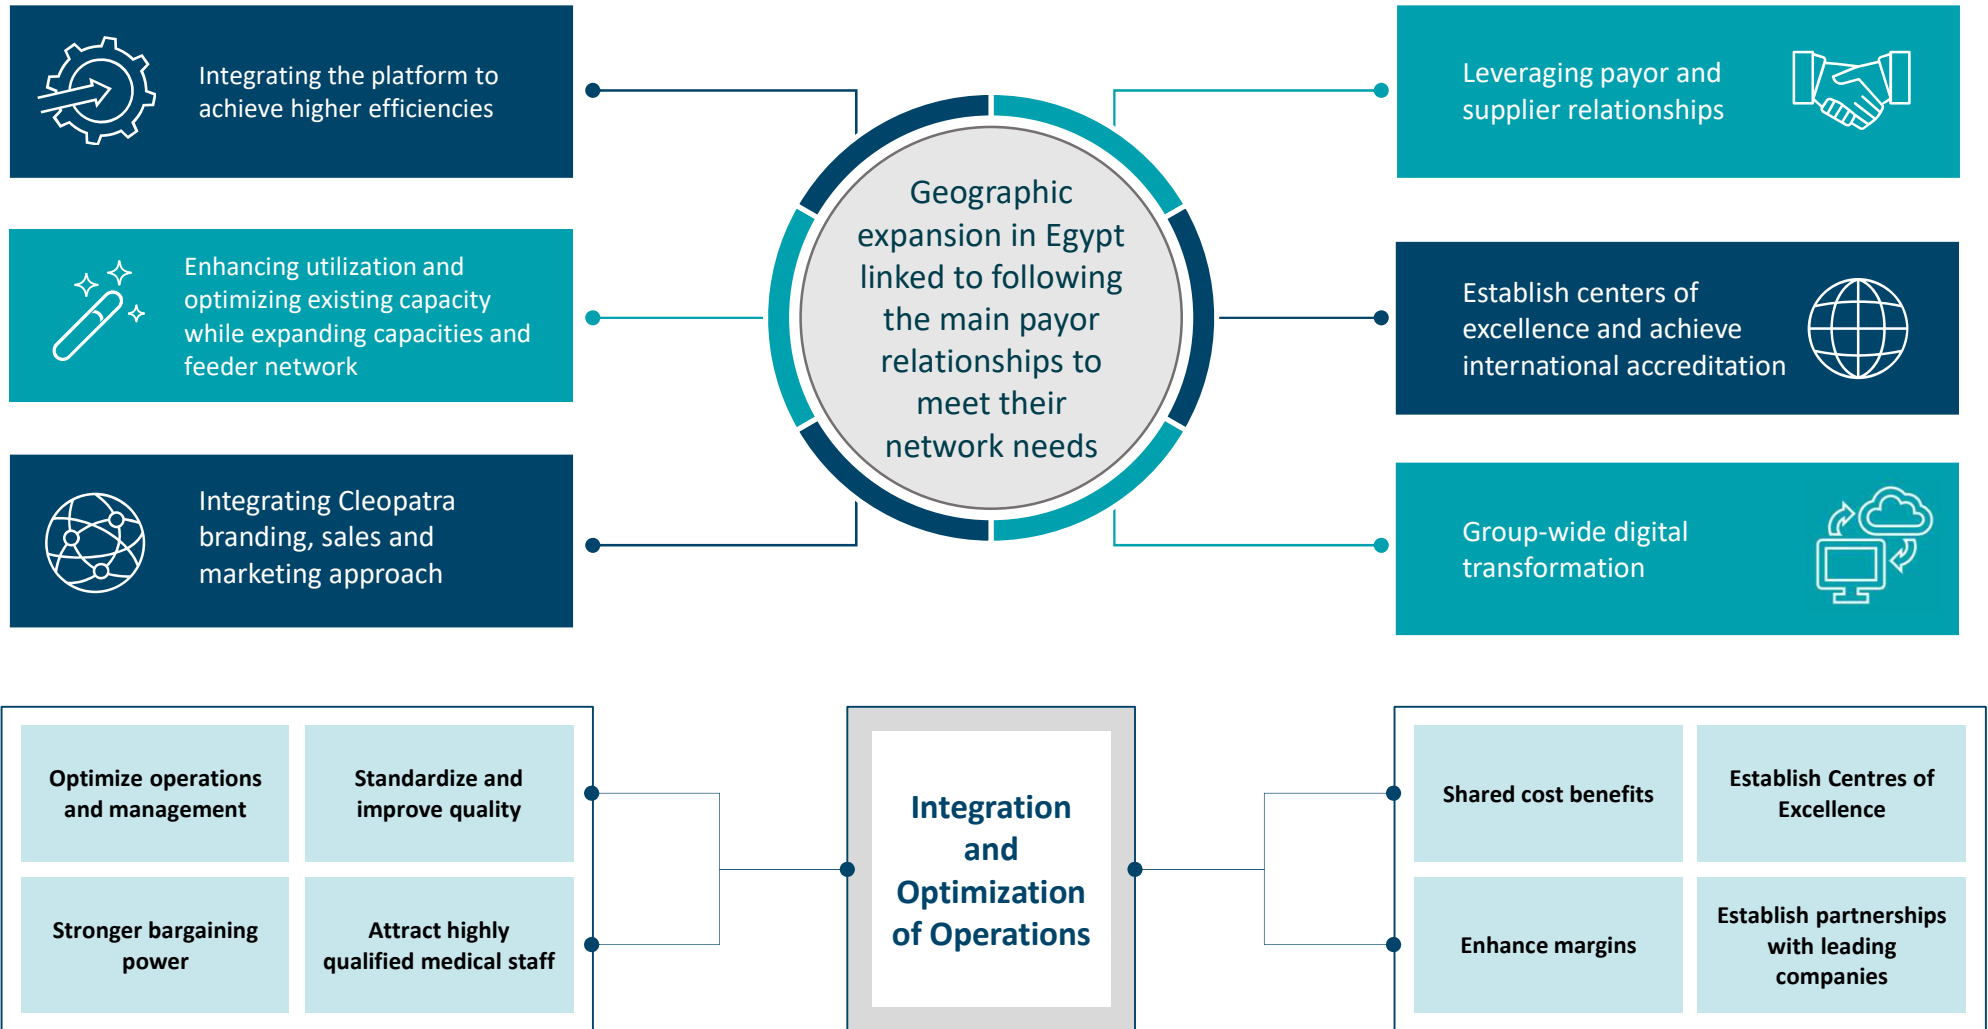 Integrating the platform to
achieve higher efficiencies
Enhancing utilization and
optimizing existing capacity
while expanding capacities and
feeder network
Integrating Cleopatra
branding, sales and
marketing approach
Geographic
expansion in Egypt
linked to following
the main payor
relationships to
meet their
network needs
Leveraging payor and
supplier relationships
Establish centers of
excellence and achieve
international accreditation
Group-wide digital
transformation
Optimize operations
and management
Standardize and
improve quality
Stronger bargaining
power
Attract highly
qualified medical staff
Integration
and
Optimization
of Operations
Shared cost benefits
Establish Centres of
Excellence
Enhance margins
Establish partnerships
with leading
companies